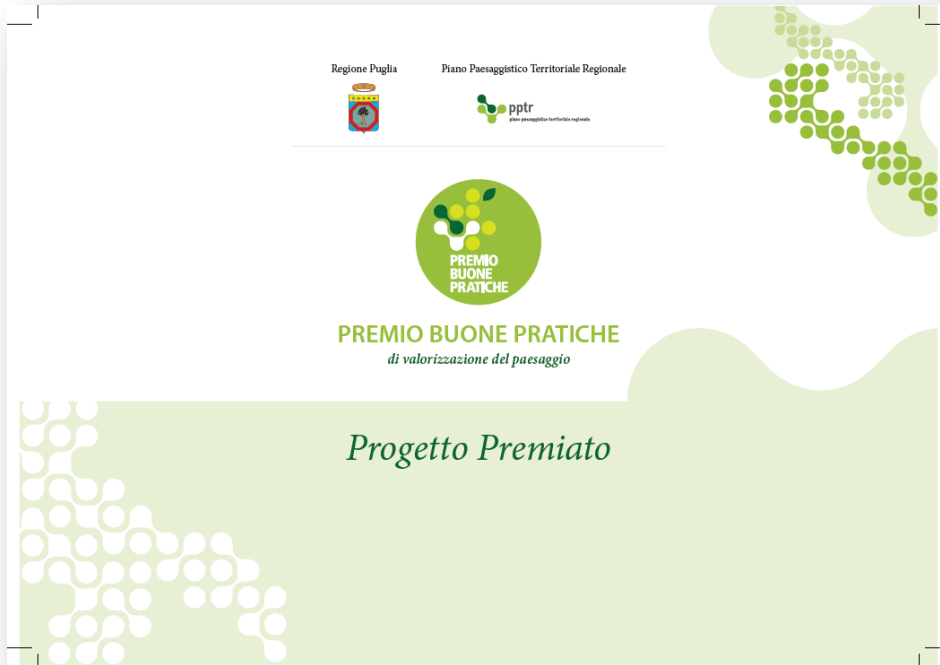 Regione Puglia
Piano Paesaggistico Territoriale Regionale
pptr
piano paesaggistico territoriale regionale
PREMIO
BUONE
PRATICHE
PREMIO BUONE PRATICHE
di valorizzazione del paesaggio
Progetto Premiato